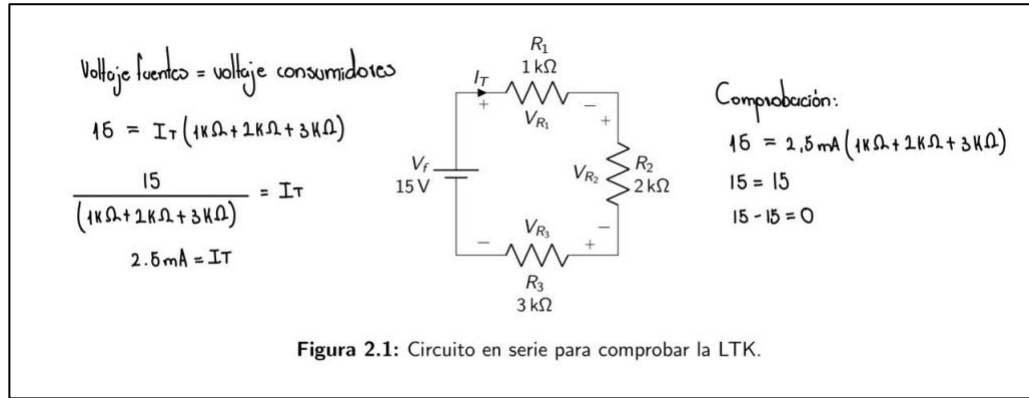 Voltaje fuentes = voltaje consumidores
15 = IT (1KΩ + 2KΩ + 3KΩ)
15
(1KΩ + 2KΩ + 3KΩ) = IT
2.5mA = IT
R1
1 kΩ
IT
+
−
VR1
+
Vf
15 V
VR2
R2
2 kΩ
−
VR3
−
+
R3
3 kΩ
Comprobación:
15 = 2,5mA (1KΩ + 2KΩ + 3KΩ)
15 = 15
15 - 15 = 0
Figura 2.1: Circuito en serie para comprobar la LTK.